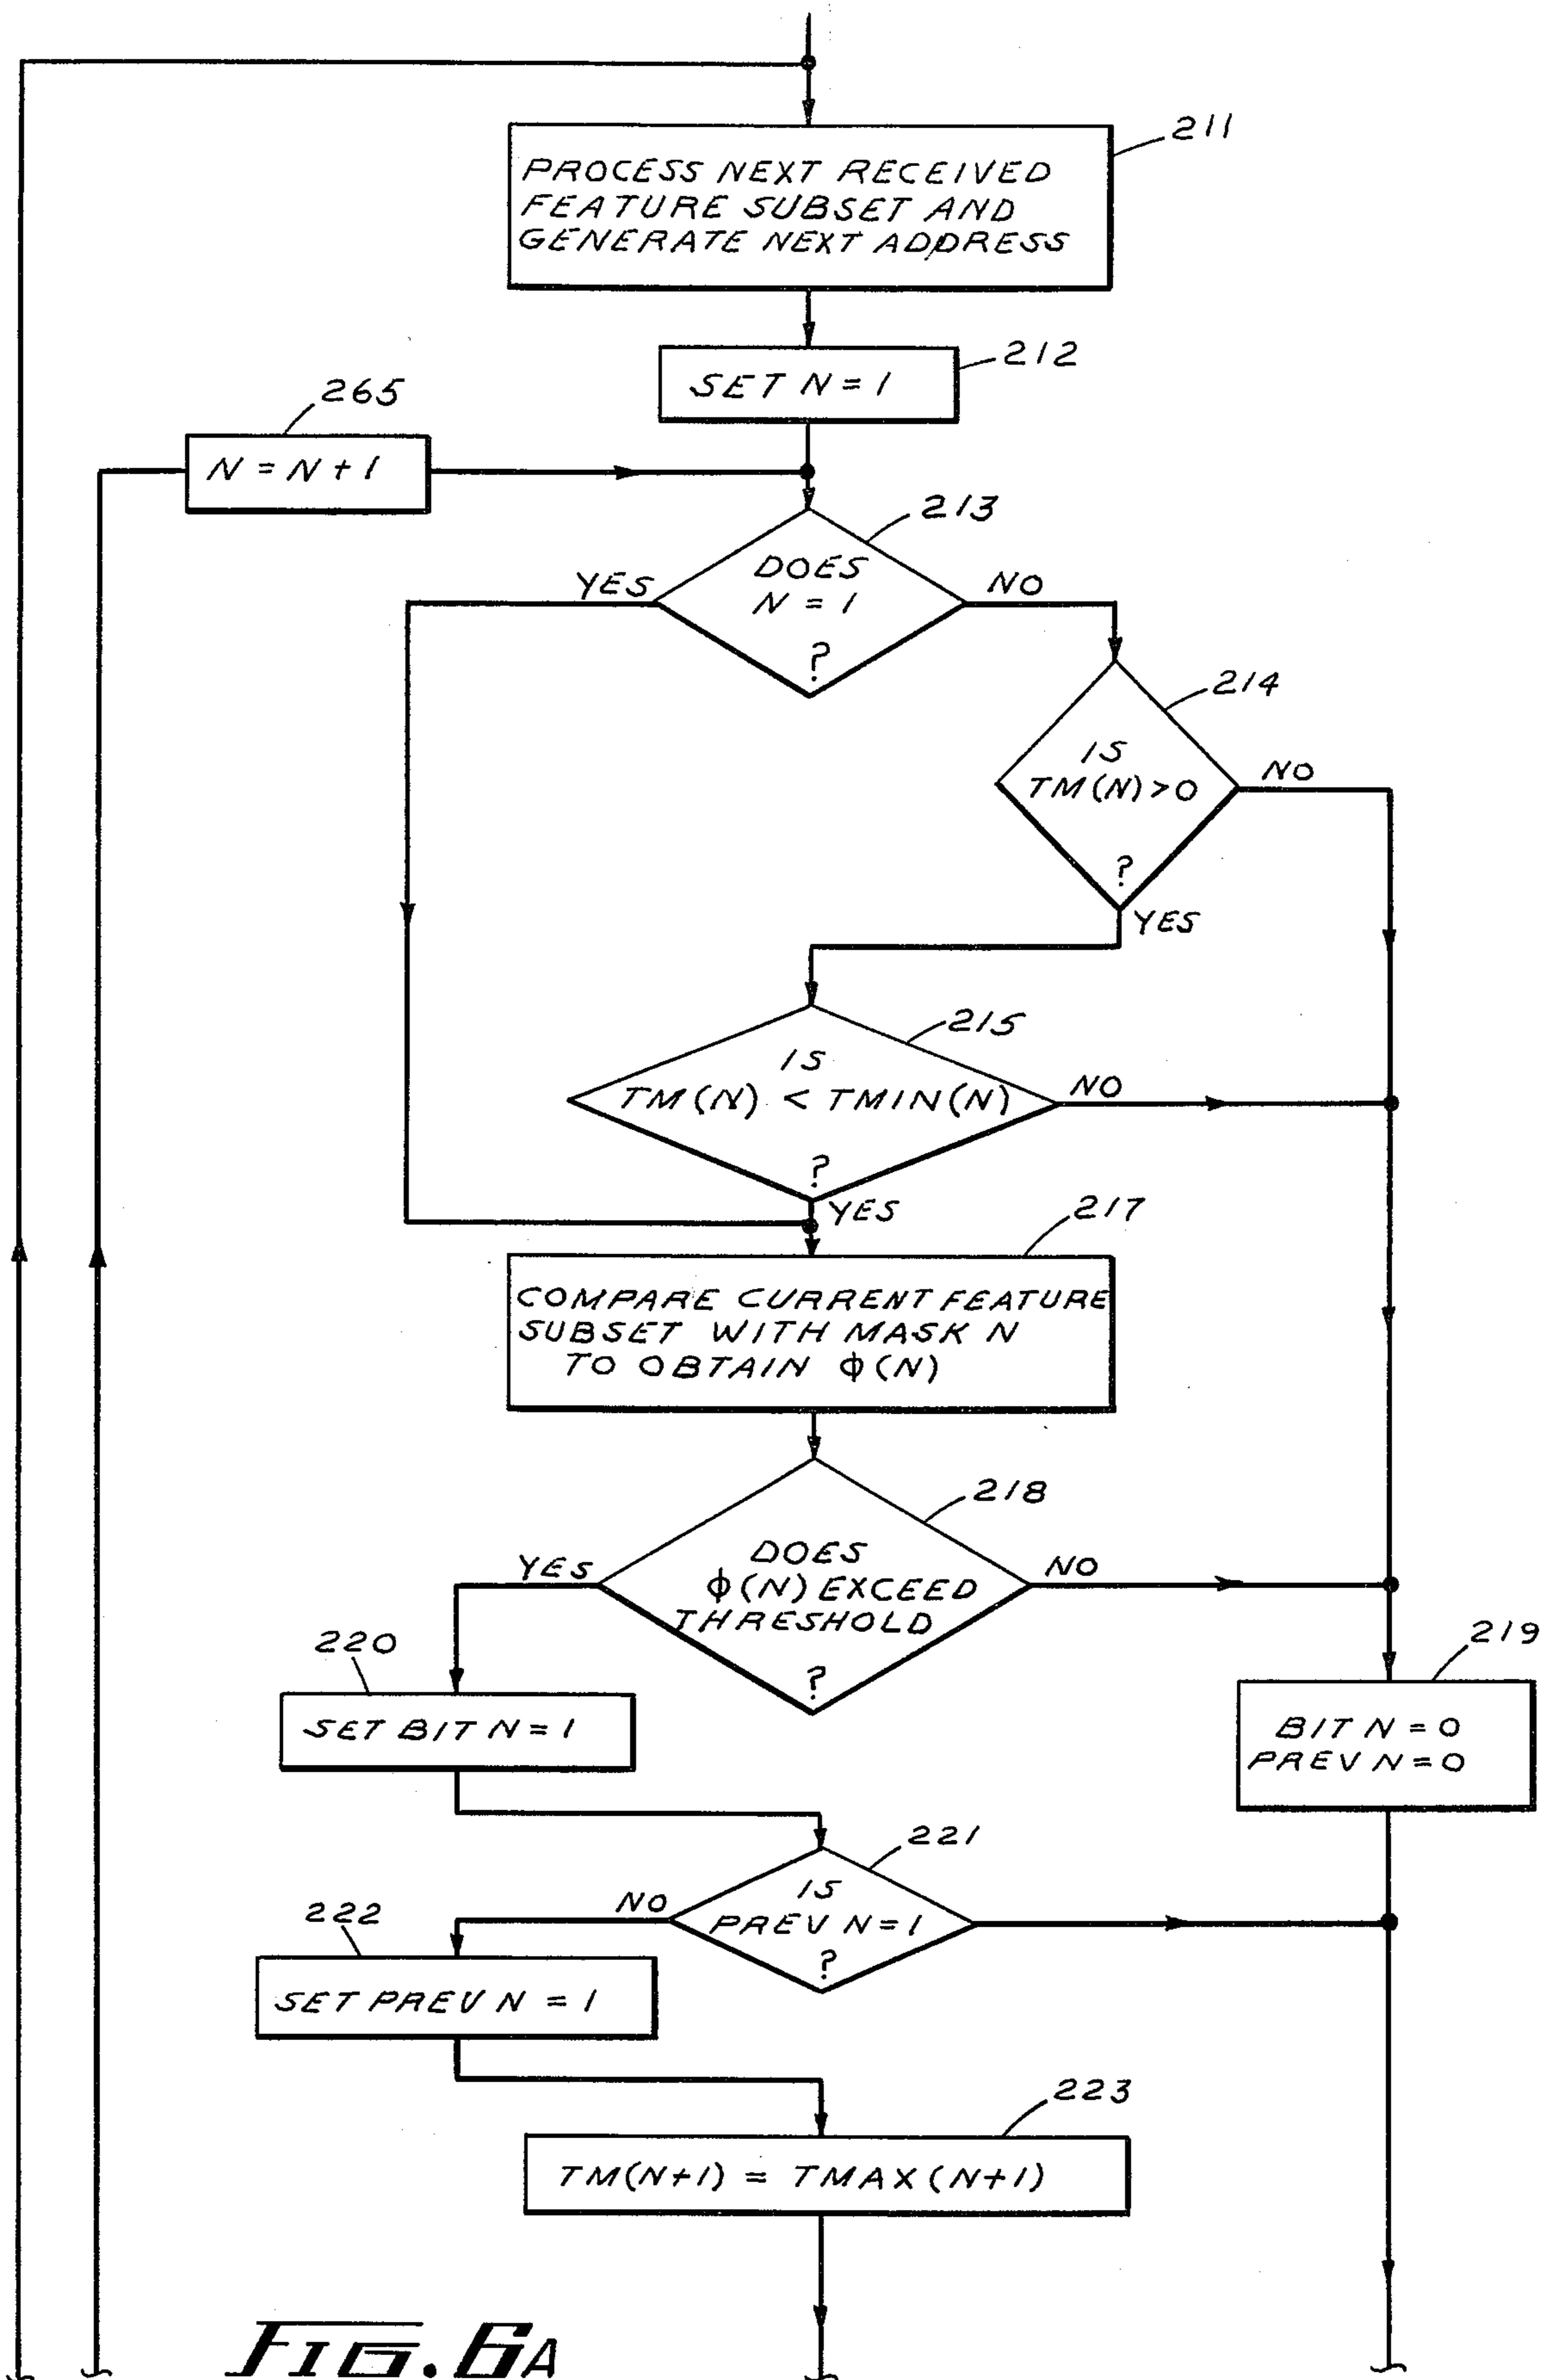 211
PROCESS NEXT RECEIVED
FEATURE SUBSET AND
GENERATE NEXT ADDRESS
212
SET N = 1
265
N = N + 1
213
DOES
N = 1
?
YES
NO
214
IS
TM(N) > 0
?
NO
YES
215
IS
TM(N) < TMIN(N)
?
NO
YES
217
COMPARE CURRENT FEATURE
SUBSET WITH MASK N
TO OBTAIN ϕ(N)
218
DOES
ϕ(N) EXCEED
THRESHOLD
?
YES
NO
220
SET BIT N = 1
219
BIT N = 0
PREV N = 0
221
IS
PREV N = 1
?
NO
222
SET PREV N = 1
223
TM(N+1) = TMAX(N+1)
FIG. 6A